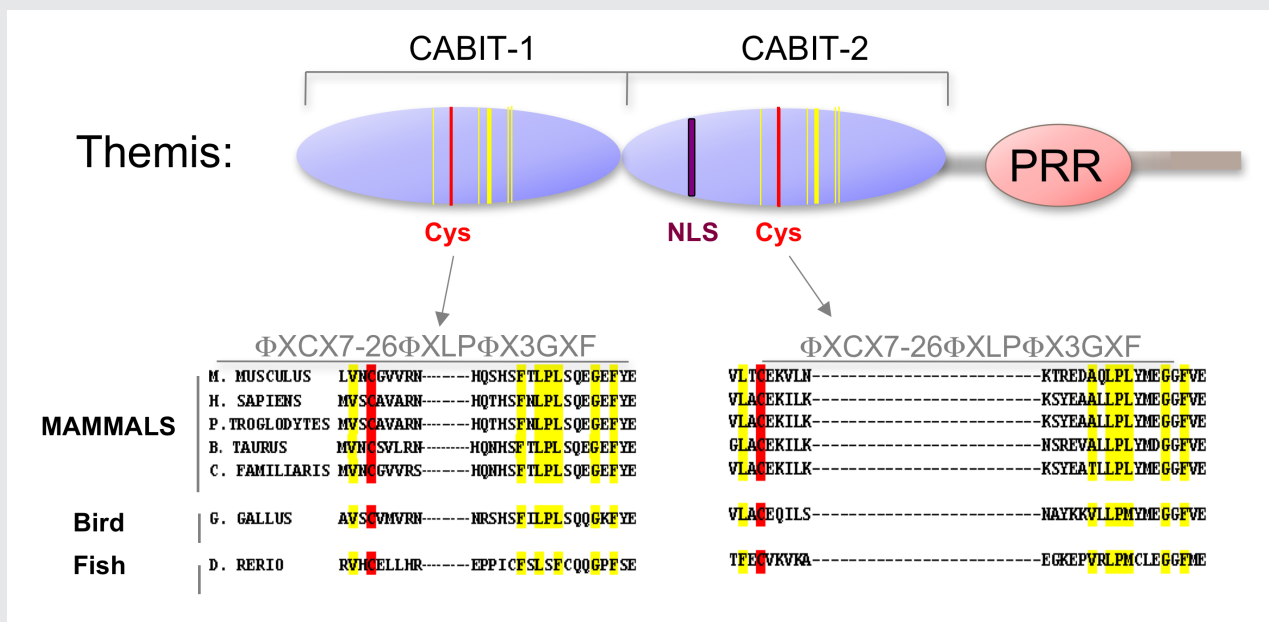 CABIT-1 CABIT-2
Themis: PRR
Cys NLS Cys
ΦXCX7-26ΦXLPΦX3GXF ΦXCX7-26ΦXLPΦX3GXF
MAMMALS
M. MUSCULUS LVNCGVVRN--------HQSHSFTLPLSQEGEFYE VLTCEKVLN-------------------------KTREDAQLPLYMEGGFVE
H. SAPIENS MVSCAVARN--------HQTHSFNLPLSQEGEFYE VLACEKILK-------------------------KSYEAALLPLYMEGGFVE
P.TROGLODYTES MVSCAVARN--------HQTHSFNLPLSQEGEFYE VLACEKILK-------------------------KSYEAALLPLYMEGGFVE
B. TAURUS MVNCSVLRN--------HQNHSFTLPLSQEGEFYE GLACEKILK-------------------------NSREVALLPLYMDGGFVE
C. FAMILIARIS MVNCGVVRS--------HQNHSFTLPLSQEGEFYE VLACEKILK-------------------------KSYEATLLPLYMEGGFVE
Bird
G. GALLUS AVSCVMVRN--------NRSHSFILPLSQQGKFYE VLACEQILS-------------------------NAYKKVLLPMYMEGGFVE
Fish
D. RERIO RVHCELLHR--------EPPICFSLSFCQQGPFSE TFECVKVKA-------------------------EGKEPVRLPMCLEGGFME